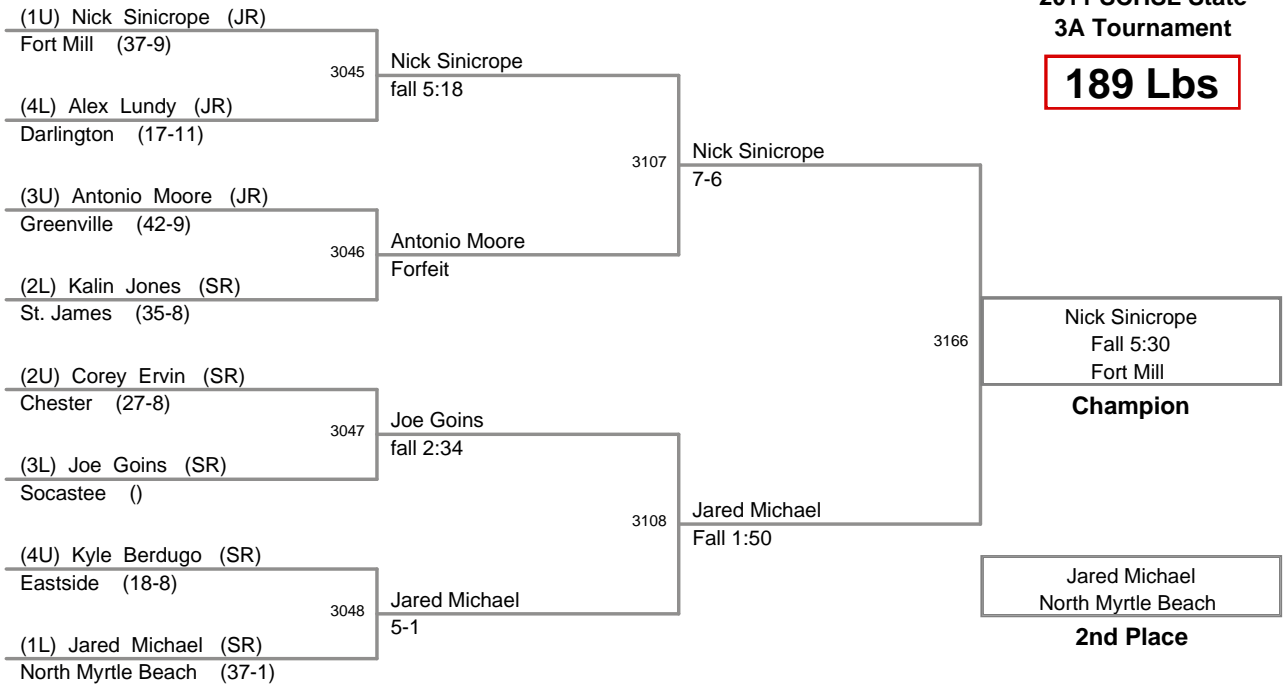 2011 SCHSL State
3A Tournament
189 Lbs
(1U) Nick Sinicrope (JR)
Fort Mill (37-9)
3045
Nick Sinicrope
fall 5:18
(4L) Alex Lundy (JR)
Darlington (17-11)
3107
Nick Sinicrope
7-6
(3U) Antonio Moore (JR)
Greenville (42-9)
3046
Antonio Moore
Forfeit
(2L) Kalin Jones (SR)
St. James (35-8)
3166
Nick Sinicrope
Fall 5:30
Fort Mill
Champion
(2U) Corey Ervin (SR)
Chester (27-8)
3047
Joe Goins
fall 2:34
(3L) Joe Goins (SR)
Socastee ()
3108
Jared Michael
Fall 1:50
(4U) Kyle Berdugo (SR)
Eastside (18-8)
3048
Jared Michael
5-1
(1L) Jared Michael (SR)
North Myrtle Beach (37-1)
Jared Michael
North Myrtle Beach
2nd Place